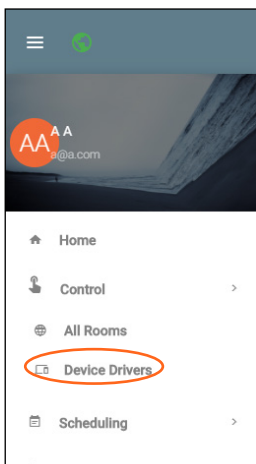 AA
A A
a@a.com
Home
Control
All Rooms
Device Drivers
Scheduling